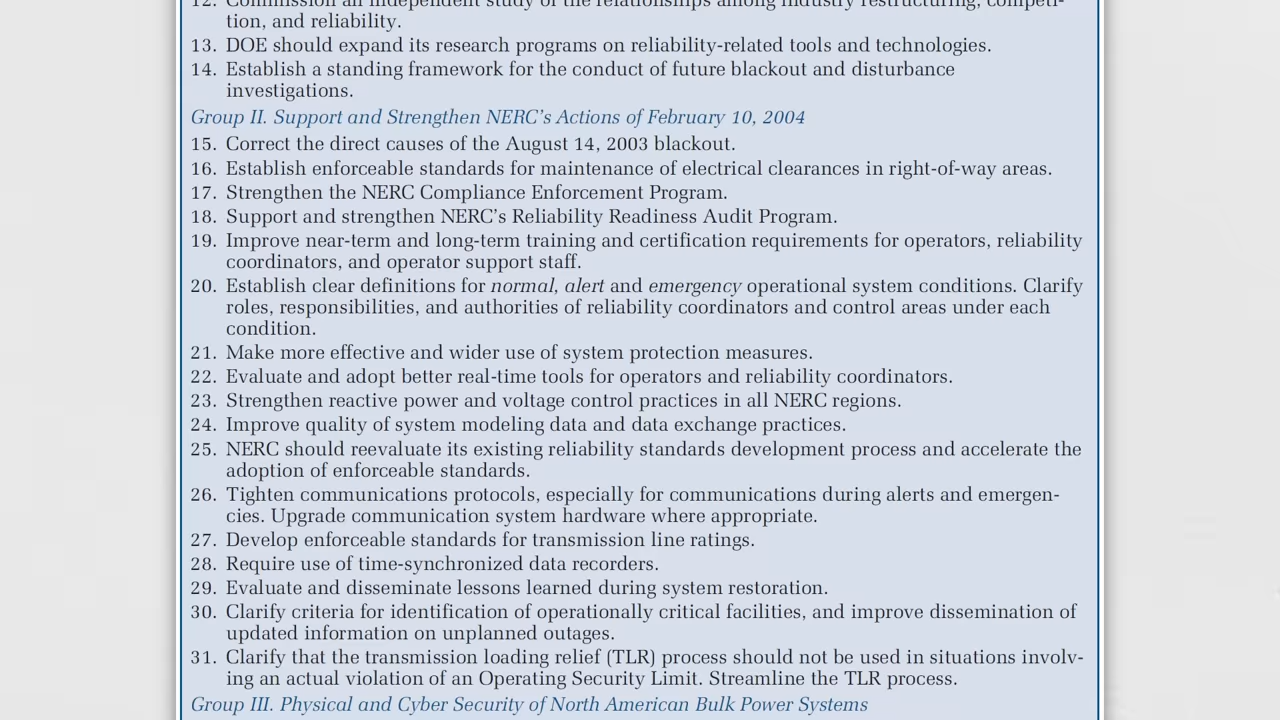 12. Commission an independent study of the relationships among industry restructuring, competi-
tion, and reliability.
13. DOE should expand its research programs on reliability-related tools and technologies.
14. Establish a standing framework for the conduct of future blackout and disturbance
investigations.
Group II. Support and Strengthen NERC's Actions of February 10, 2004
15. Correct the direct causes of the August 14, 2003 blackout.
16. Establish enforceable standards for maintenance of electrical clearances in right-of-way areas.
17. Strengthen the NERC Compliance Enforcement Program.
18. Support and strengthen NERC's Reliability Readiness Audit Program.
19. Improve near-term and long-term training and certification requirements for operators, reliability
coordinators, and operator support staff.
20. Establish clear definitions for normal, alert and emergency operational system conditions. Clarify
roles, responsibilities, and authorities of reliability coordinators and control areas under each
condition.
21. Make more effective and wider use of system protection measures.
22. Evaluate and adopt better real-time tools for operators and reliability coordinators.
23. Strengthen reactive power and voltage control practices in all NERC regions.
24. Improve quality of system modeling data and data exchange practices.
25. NERC should reevaluate its existing reliability standards development process and accelerate the
adoption of enforceable standards.
26. Tighten communications protocols, especially for communications during alerts and emergen-
cies. Upgrade communication system hardware where appropriate.
27. Develop enforceable standards for transmission line ratings.
28. Require use of time-synchronized data recorders.
29. Evaluate and disseminate lessons learned during system restoration.
30. Clarify criteria for identification of operationally critical facilities, and improve dissemination of
updated information on unplanned outages.
31. Clarify that the transmission loading relief (TLR) process should not be used in situations involv-
ing an actual violation of an Operating Security Limit. Streamline the TLR process.
Group III. Physical and Cyber Security of North American Bulk Power Systems